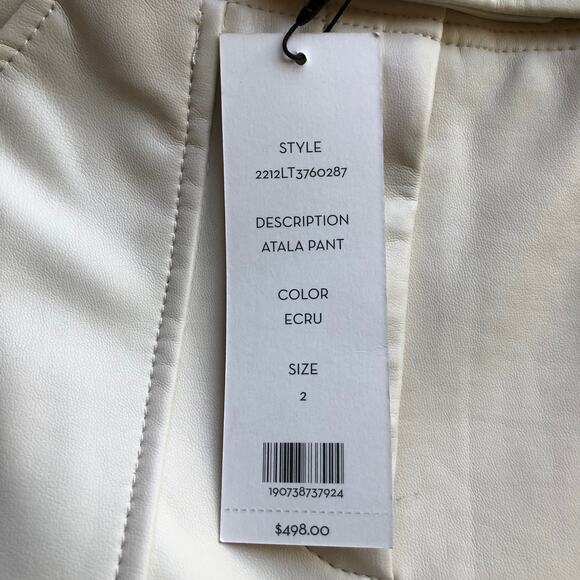 STYLE
2212LT3760287
DESCRIPTION
ATALA PANT
COLOR
ECRU
SIZE
2
190738737924
$498.00